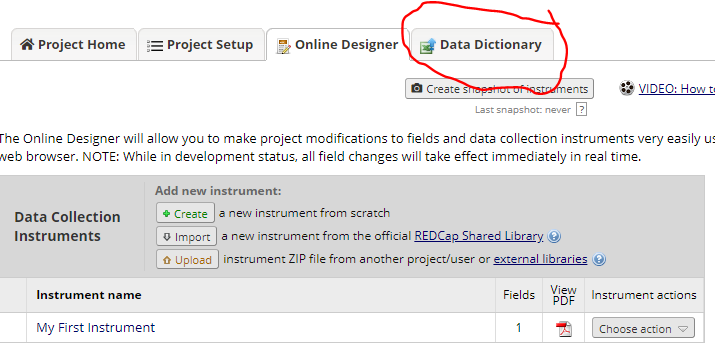 Project Home Project Setup Online Designer Data Dictionary
Create snapshot of instruments VIDEO: How to
Last snapshot: never ?
The Online Designer will allow you to make project modifications to fields and data collection instruments very easily us
web browser. NOTE: While in development status, all field changes will take effect immediately in real time.
Data Collection Instruments
Add new instrument:
Create a new instrument from scratch
Import a new instrument from the official REDCap Shared Library ?
Upload instrument ZIP file from another project/user or external libraries ?
Instrument name Fields View PDF Instrument actions
My First Instrument 1 Choose action